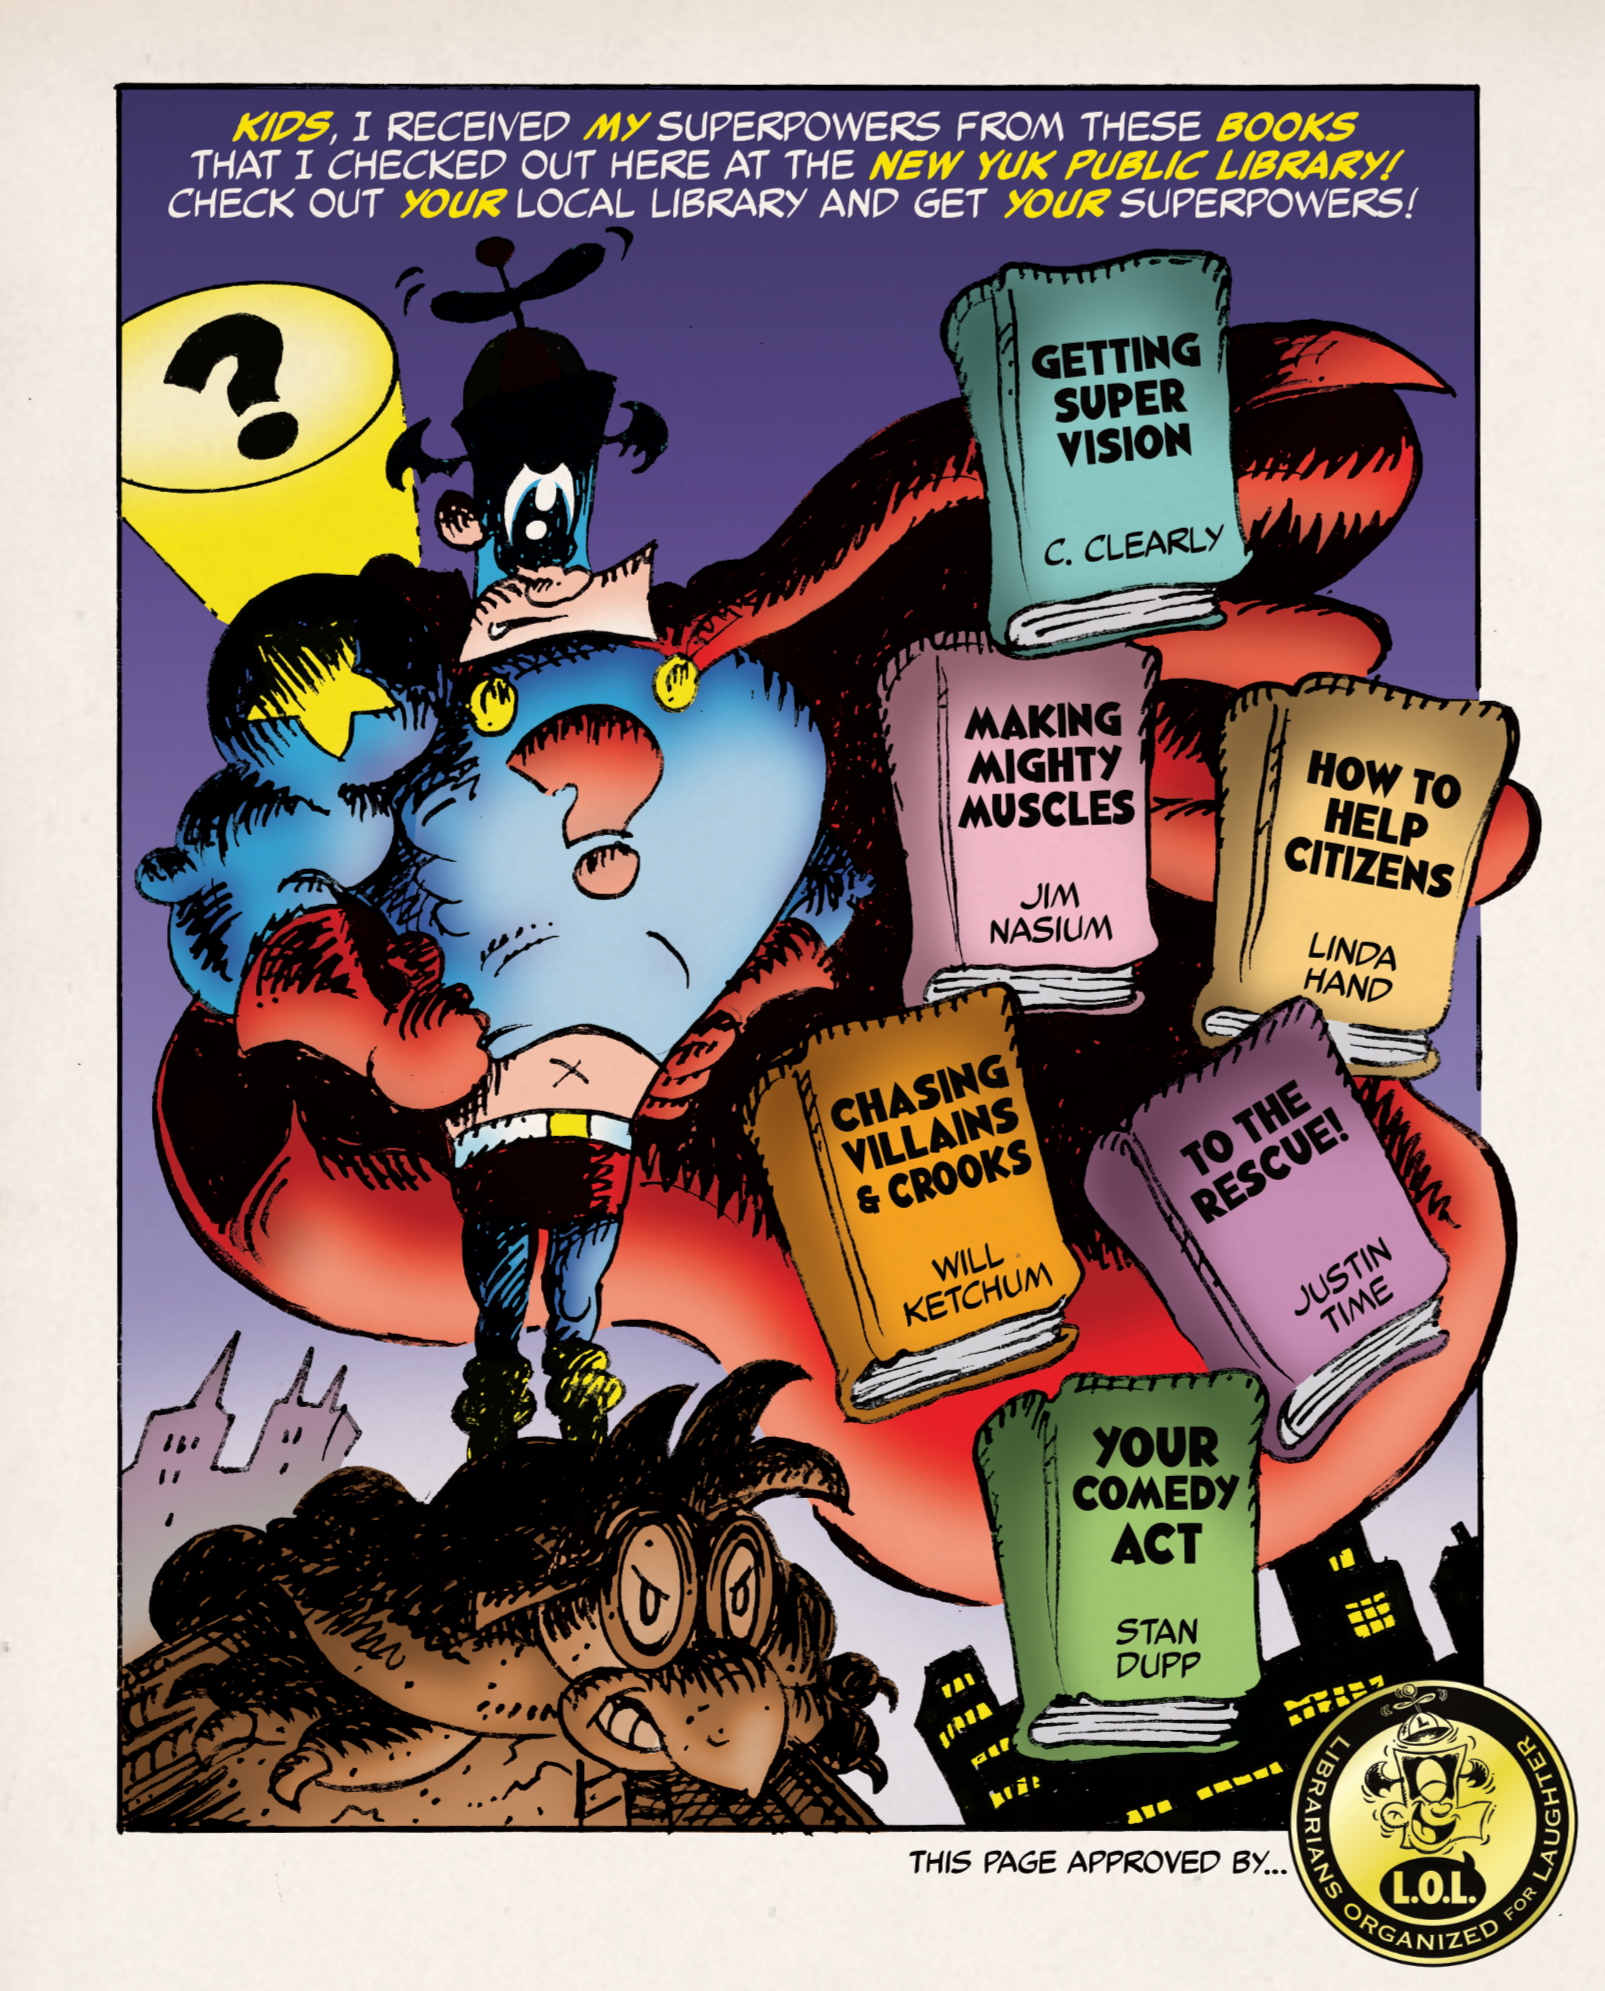 KIDS, I RECEIVED MY SUPERPOWERS FROM THESE BOOKS
THAT I CHECKED OUT HERE AT THE NEW YUK PUBLIC LIBRARY!
CHECK OUT YOUR LOCAL LIBRARY AND GET YOUR SUPERPOWERS!
?
GETTING
SUPER
VISION
C. CLEARLY
?
MAKING
MIGHTY
MUSCLES
JIM
NASIUM
HOW TO
HELP
CITIZENS
LINDA
HAND
CHASING
VILLAINS
& CROOKS
WILL
KETCHUM
TO THE
RESCUE!
JUSTIN
TIME
YOUR
COMEDY
ACT
STAN
DUPP
THIS PAGE APPROVED BY...
L
L.O.L.
LIBRARIANS ORGANIZED FOR LAUGHTER